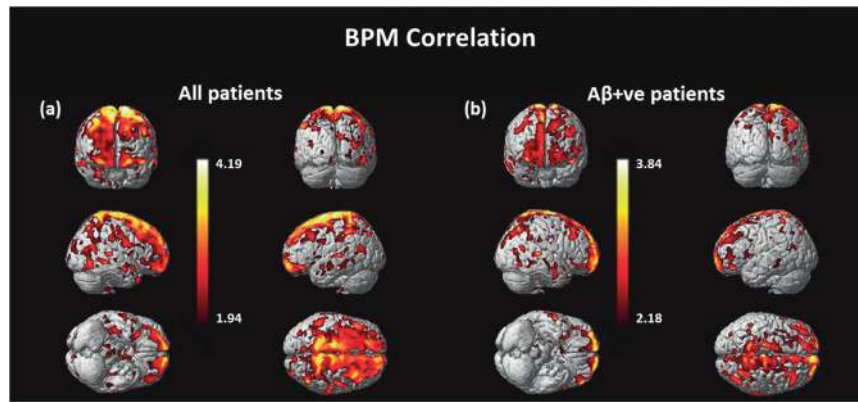 BPM Correlation
(a)
All patients
4.19
1.94
(b)
Aβ+ve patients
3.84
2.18